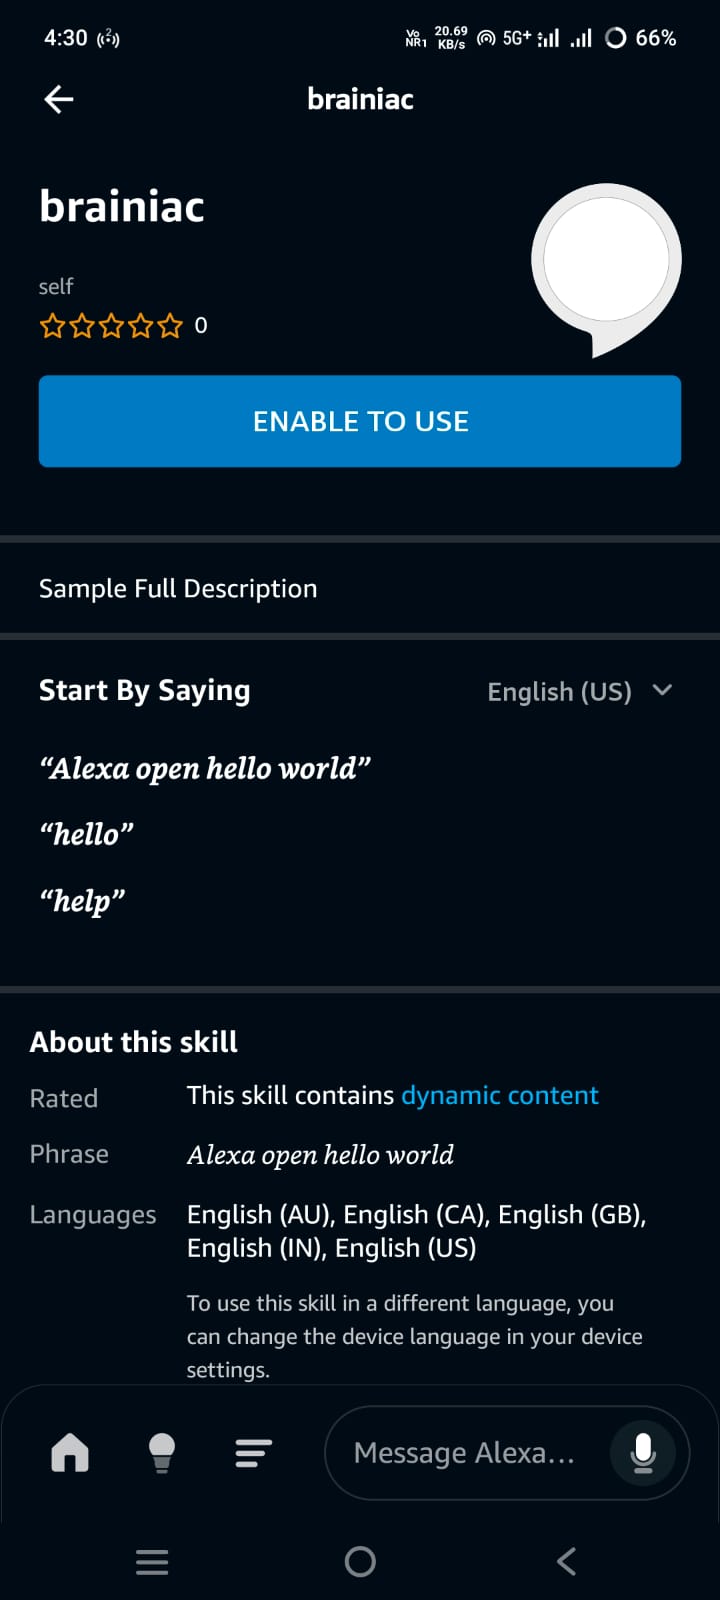 4:30
Vo NR1 20.69 KB/s 5G+ 66%
brainiac
brainiac
self
0
ENABLE TO USE
Sample Full Description
Start By Saying English (US)
“Alexa open hello world”
“hello”
“help”
About this skill
Rated This skill contains dynamic content
Phrase Alexa open hello world
Languages English (AU), English (CA), English (GB),
English (IN), English (US)
To use this skill in a different language, you
can change the device language in your device
settings.
Message Alexa...